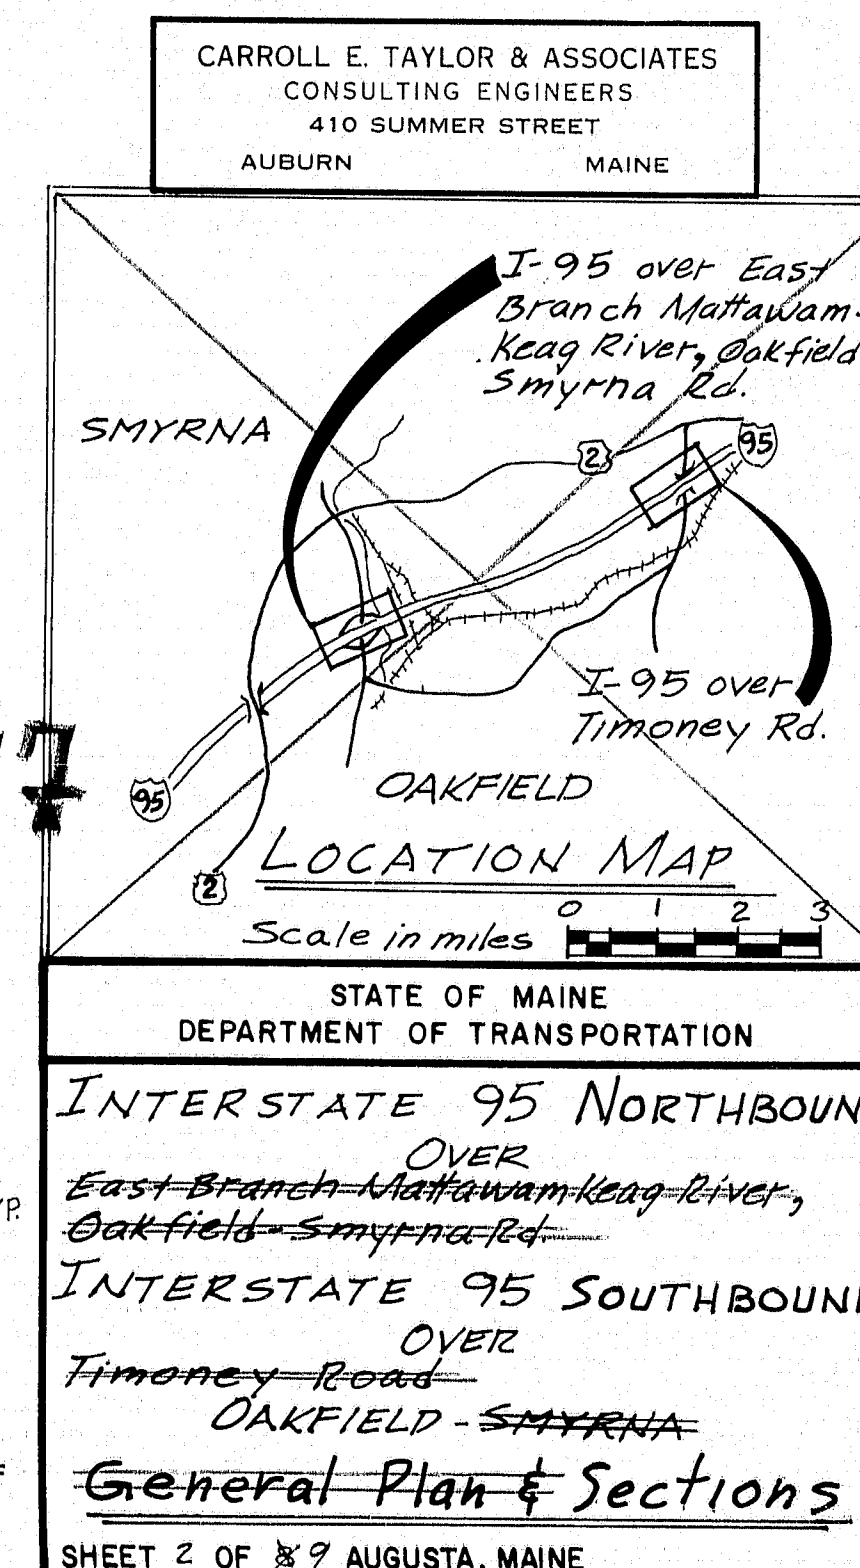 CARROLL E. TAYLOR & ASSOCIATES
CONSULTING ENGINEERS
410 SUMMER STREET
AUBURN MAINE
I-95 over East
Branch Mattawam-
Keag River, Oakfield
Smyrna Rd.
SMYRNA
2
95
I-95 over
Timoney Rd.
95
OAKFIELD
2
LOCATION MAP
0 1 2 3
Scale in miles
STATE OF MAINE
DEPARTMENT OF TRANSPORTATION
INTERSTATE 95 NORTHBOUN
OVER
East Branch Mattawamkeag River,
Oakfield-Smyrna Rd.
INTERSTATE 95 SOUTHBOUN
OVER
Timoney Road
OAKFIELD - SMYRNA
General Plan & Sections
SHEET 2 OF 9 AUGUSTA, MAINE